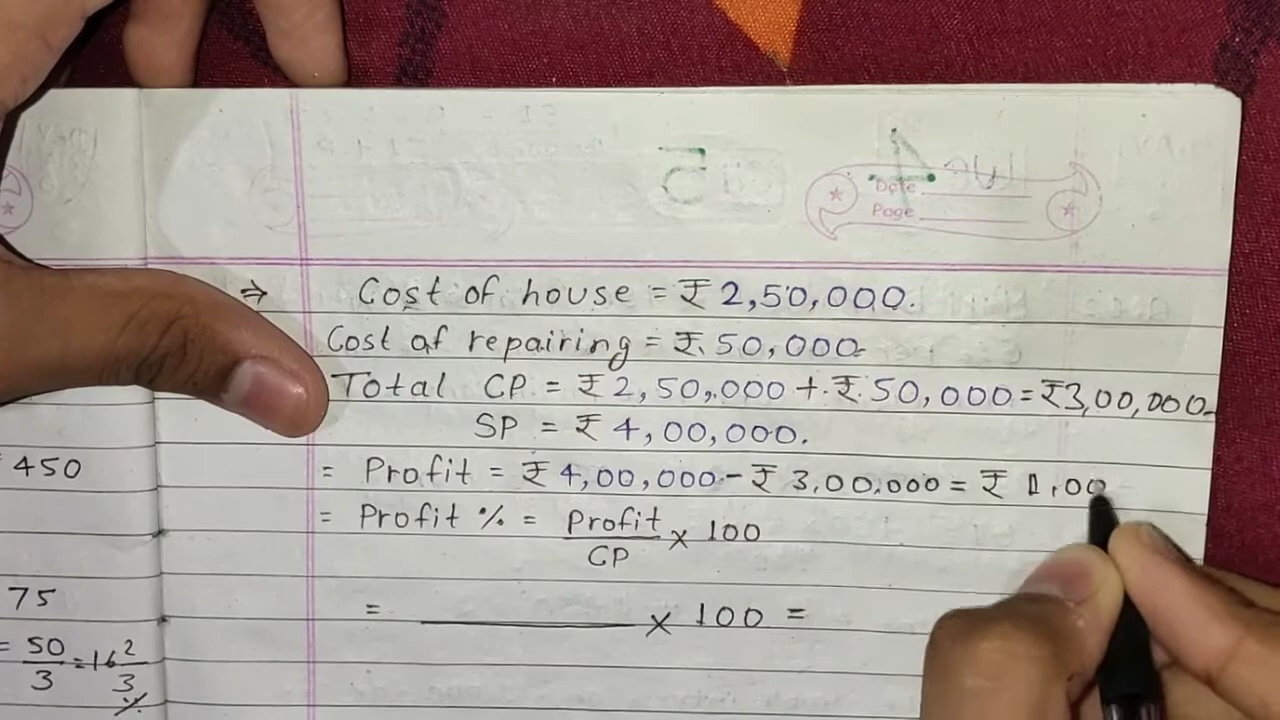 5
Date
Page
⇒ Cost of house = ₹ 2,50,000.
Cost of repairing = ₹. 50,000.
Total CP = ₹ 2,50,000 + ₹. 50,000 = ₹3,00,000.
SP = ₹ 4,00,000.
= Profit = ₹ 4,00,000 - ₹ 3,00,000 = ₹ 1,00
= Profit % = Profit/CP × 100
= ―――― × 100 =
450
75
= 50/3 = 16 2/3 %